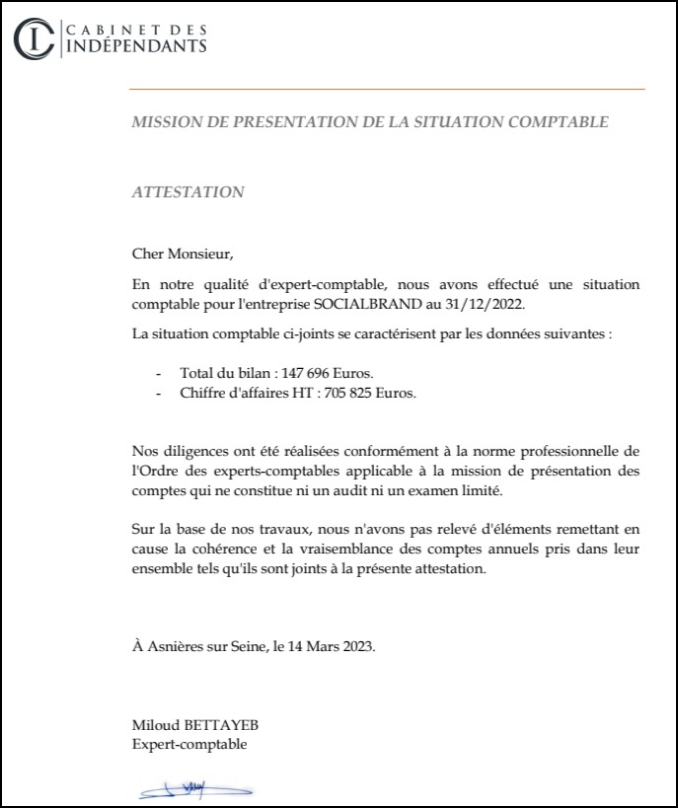 CABINET DES
INDÉPENDANTS
MISSION DE PRESENTATION DE LA SITUATION COMPTABLE
ATTESTATION
Cher Monsieur,
En notre qualité d'expert-comptable, nous avons effectué une situation
comptable pour l'entreprise SOCIALBRAND au 31/12/2022.
La situation comptable ci-joints se caractérisent par les données suivantes :
- Total du bilan : 147 696 Euros.
- Chiffre d'affaires HT : 705 825 Euros.
Nos diligences ont été réalisées conformément à la norme professionnelle de
l'Ordre des experts-comptables applicable à la mission de présentation des
comptes qui ne constitue ni un audit ni un examen limité.
Sur la base de nos travaux, nous n'avons pas relevé d'éléments remettant en
cause la cohérence et la vraisemblance des comptes annuels pris dans leur
ensemble tels qu'ils sont joints à la présente attestation.
À Asnières sur Seine, le 14 Mars 2023.
Miloud BETTAYEB
Expert-comptable